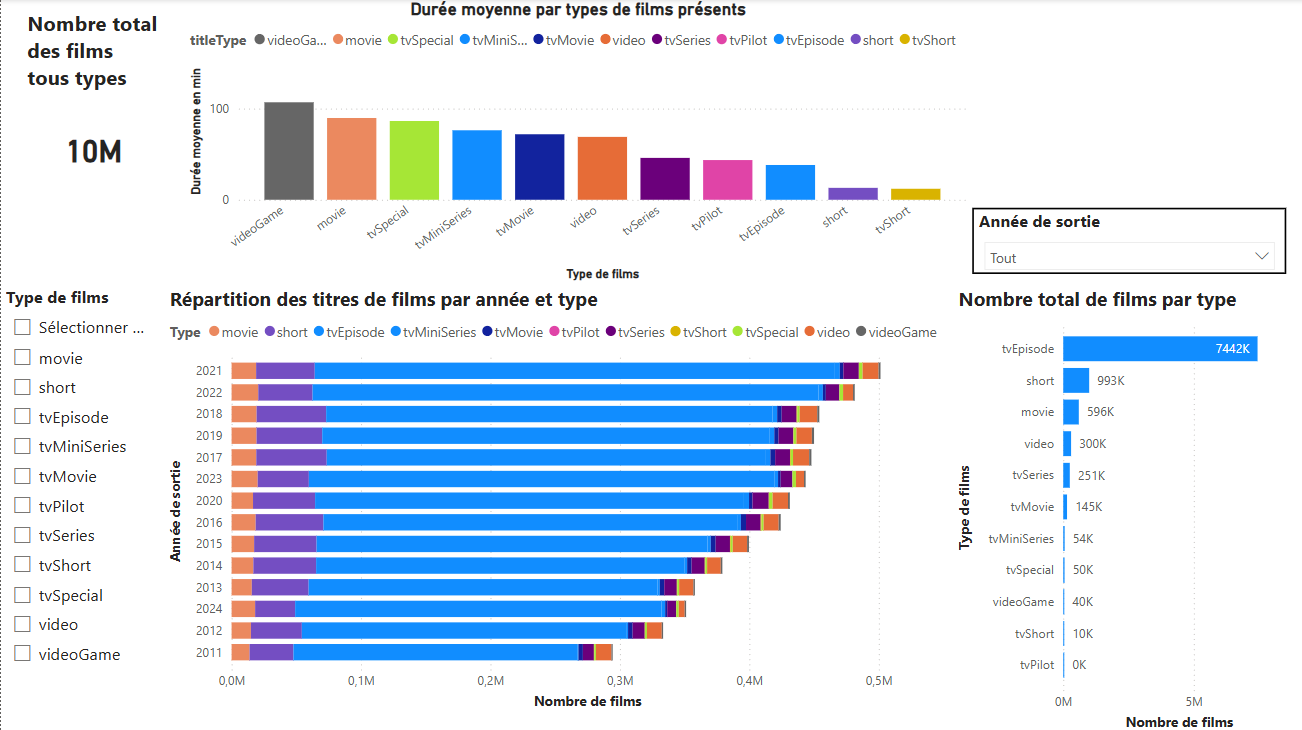 Nombre total
des films
tous types
10M
Durée moyenne par types de films présents
titleType videoGa... movie tvSpecial tvMiniS... tvMovie video tvSeries tvPilot tvEpisode short tvShort
Durée moyenne en min
100
0
videoGame movie tvSpecial tvMiniSeries tvMovie video tvSeries tvPilot tvEpisode short tvShort
Type de films
Année de sortie
Tout
Type de films
Sélectionner ...
movie
short
tvEpisode
tvMiniSeries
tvMovie
tvPilot
tvSeries
tvShort
tvSpecial
video
videoGame
Répartition des titres de films par année et type
Type movie short tvEpisode tvMiniSeries tvMovie tvPilot tvSeries tvShort tvSpecial video videoGame
Année de sortie
2021
2022
2018
2019
2017
2023
2020
2016
2015
2014
2013
2024
2012
2011
0,0M 0,1M 0,2M 0,3M 0,4M 0,5M
Nombre de films
Nombre total de films par type
Type de films
tvEpisode 7442K
short 993K
movie 596K
video 300K
tvSeries 251K
tvMovie 145K
tvMiniSeries 54K
tvSpecial 50K
videoGame 40K
tvShort 10K
tvPilot 0K
0M 5M
Nombre de films